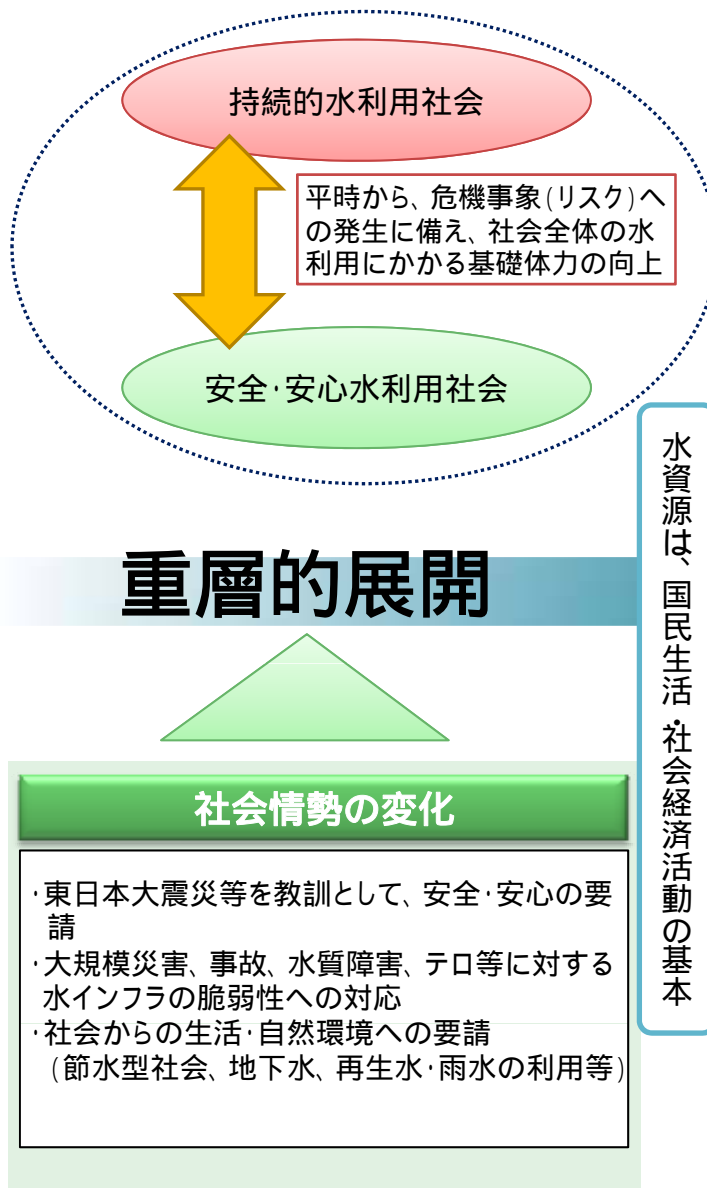 持続的水利用社会
平時から、危機事象(リスク)へ
の発生に備え、社会全体の水
利用にかかる基礎体力の向上
安全・安心水利用社会
水資源は、国民生活・社会経済活動の基本
重層的展開
社会情勢の変化
・東日本大震災等を教訓として、安全・安心の要
請
・大規模災害、事故、水質障害、テロ等に対する
水インフラの脆弱性への対応
・社会からの生活・自然環境への要請
(節水型社会、地下水、再生水・雨水の利用等)